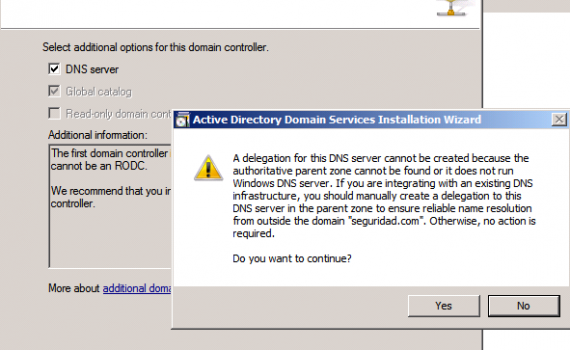 Select additional options for this domain controller.
DNS server
Global catalog
Read-only domain
Additional information:
The first domain controller
cannot be an RODC.
We recommend that you
controller.
More about additional
Active Directory Domain Services Installation Wizard
A delegation for this DNS server cannot be created because the
authoritative parent zone cannot be found or it does not run
Windows DNS server. If you are integrating with an existing DNS
infrastructure, you should manually create a delegation to this
DNS server in the parent zone to ensure reliable name resolution
from outside the domain "seguridad.com". Otherwise, no action is
required.
Do you want to continue?
Yes
No